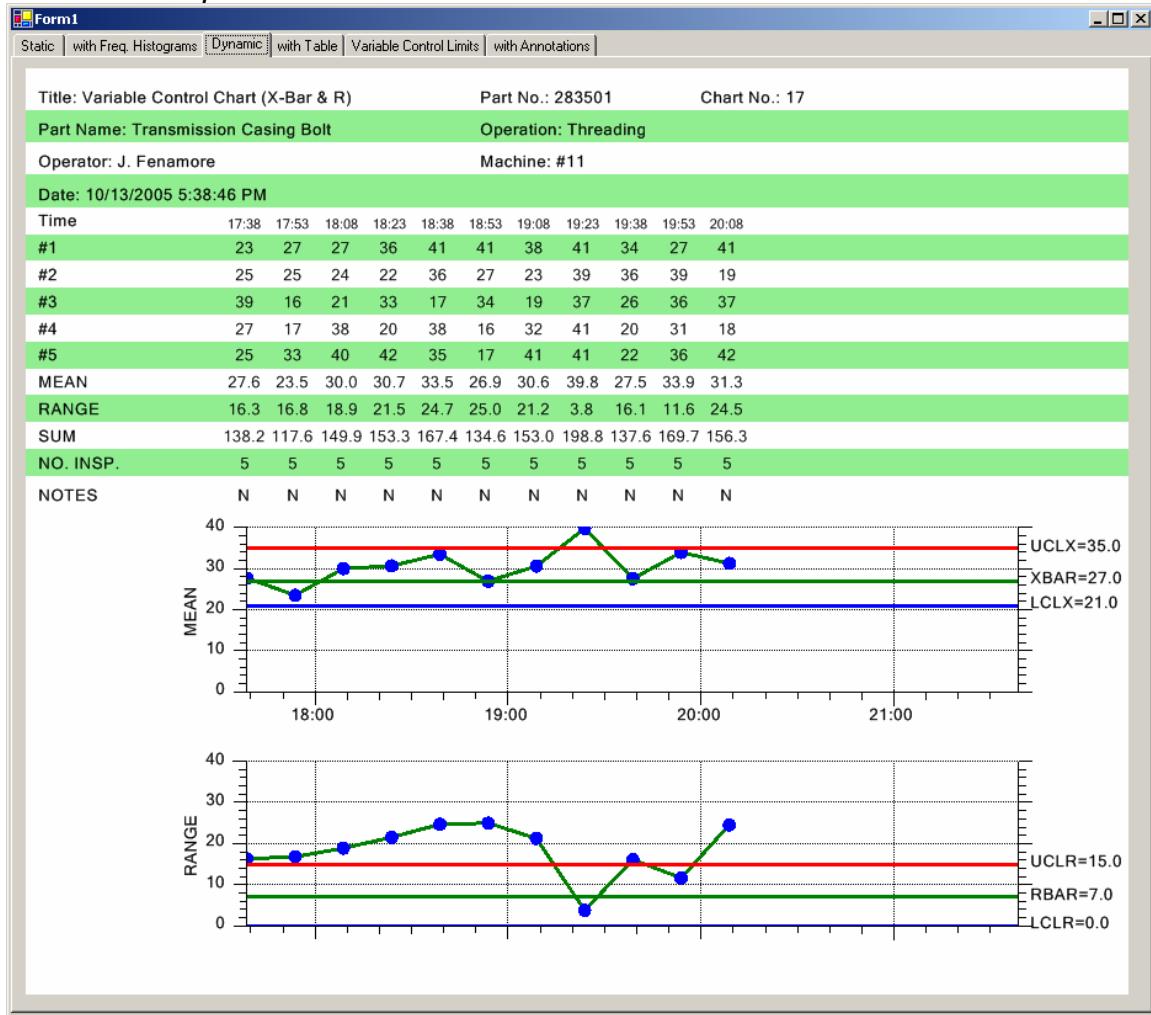 Form1
Static with Freq. Histograms Dynamic with Table Variable Control Limits with Annotations
Title: Variable Control Chart (X-Bar & R) Part No.: 283501 Chart No.: 17
Part Name: Transmission Casing Bolt Operation: Threading
Operator: J. Fenamore Machine: #11
Date: 10/13/2005 5:38:46 PM
Time 17:38 17:53 18:08 18:23 18:38 18:53 19:08 19:23 19:38 19:53 20:08
#1 23 27 27 36 41 41 38 41 34 27 41
#2 25 25 24 22 36 27 23 39 36 39 19
#3 39 16 21 33 17 34 19 37 26 36 37
#4 27 17 38 20 38 16 32 41 20 31 18
#5 25 33 40 42 35 17 41 41 22 36 42
MEAN 27.6 23.5 30.0 30.7 33.5 26.9 30.6 39.8 27.5 33.9 31.3
RANGE 16.3 16.8 18.9 21.5 24.7 25.0 21.2 3.8 16.1 11.6 24.5
SUM 138.2 117.6 149.9 153.3 167.4 134.6 153.0 198.8 137.6 169.7 156.3
NO. INSP. 5 5 5 5 5 5 5 5 5 5 5
NOTES N N N N N N N N N N N
40
UCLX=35.0
30
XBAR=27.0
MEAN
20
LCLX=21.0
10
0
18:00 19:00 20:00 21:00
40
30
RANGE
20
UCLR=15.0
10
RBAR=7.0
0
LCLR=0.0